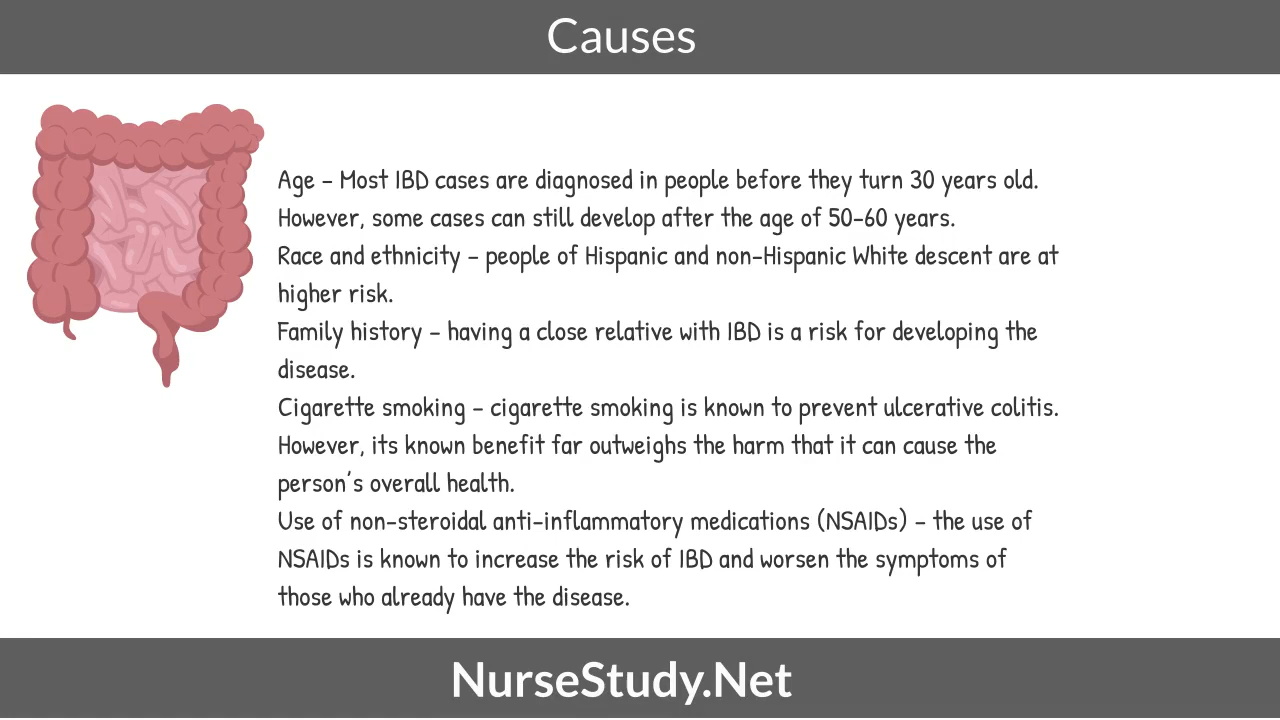 Causes
Age – Most IBD cases are diagnosed in people before they turn 30 years old.
However, some cases can still develop after the age of 50-60 years.
Race and ethnicity – people of Hispanic and non-Hispanic White descent are at
higher risk.
Family history – having a close relative with IBD is a risk for developing the
disease.
Cigarette smoking – cigarette smoking is known to prevent ulcerative colitis.
However, its known benefit far outweighs the harm that it can cause the
person's overall health.
Use of non-steroidal anti-inflammatory medications (NSAIDs) – the use of
NSAIDs is known to increase the risk of IBD and worsen the symptoms of
those who already have the disease.
NurseStudy.Net